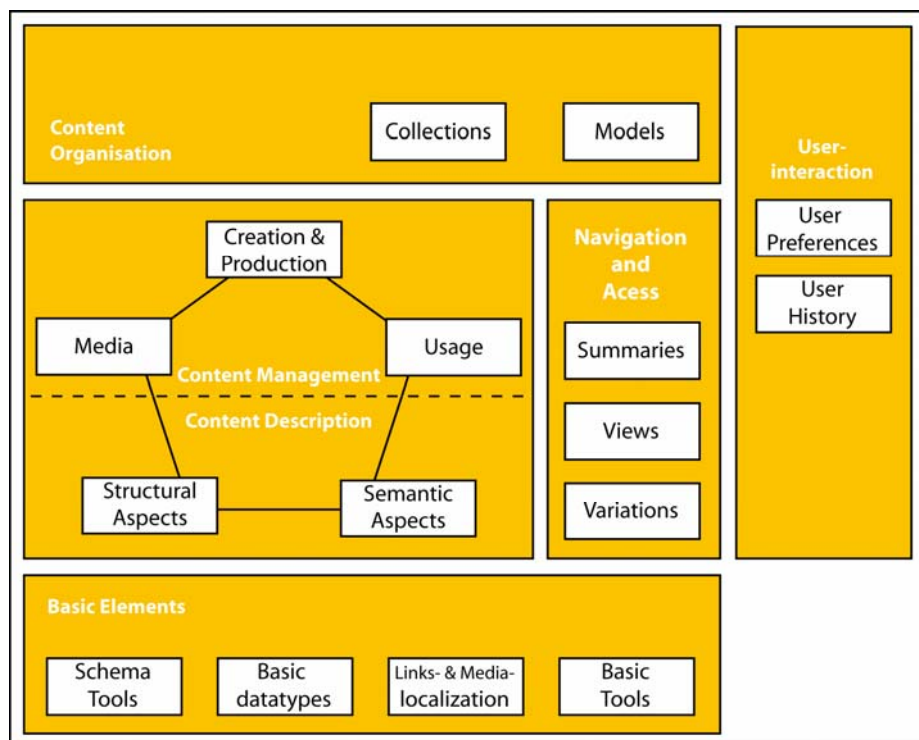 Content
Organisation
Collections
Models
User-
interaction
User
Preferences
User
History
Creation &
Production
Media
Usage
Content Management
Content Description
Structural
Aspects
Semantic
Aspects
Navigation
and
Acess
Summaries
Views
Variations
Basic Elements
Schema
Tools
Basic
datatypes
Links- & Media-
localization
Basic
Tools